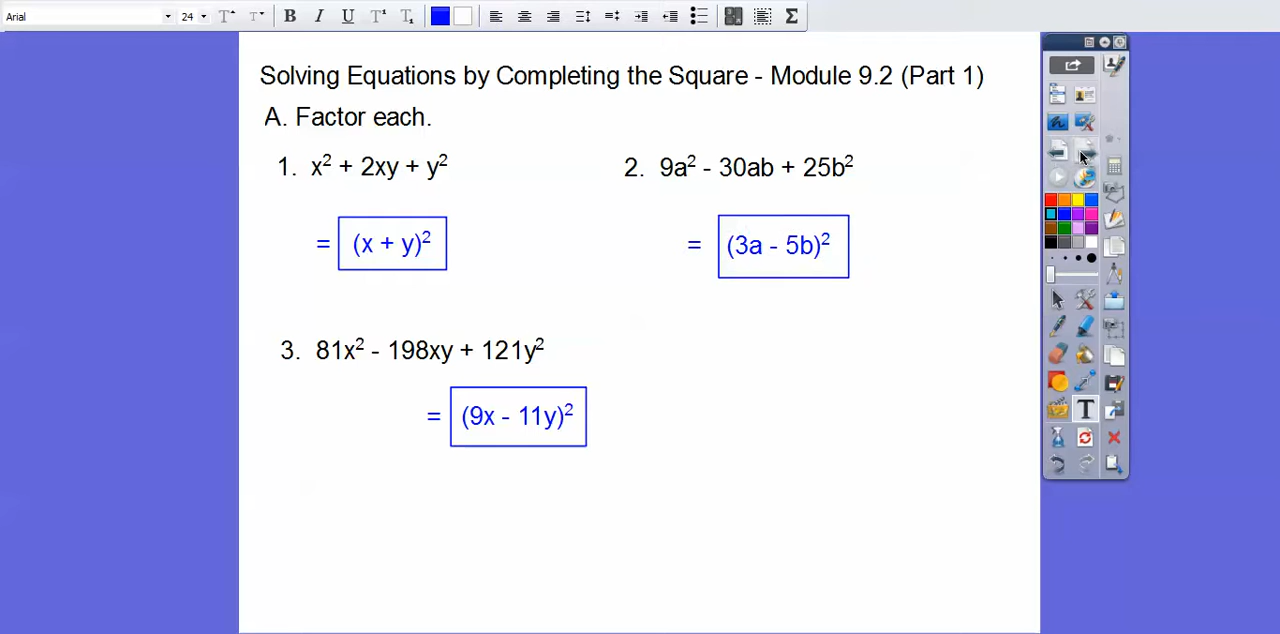 Arial 24 B I U T T
Solving Equations by Completing the Square - Module 9.2 (Part 1)
A. Factor each.
1. x² + 2xy + y²
2. 9a² - 30ab + 25b²
= (x + y)²
= (3a - 5b)²
3. 81x² - 198xy + 121y²
= (9x - 11y)²